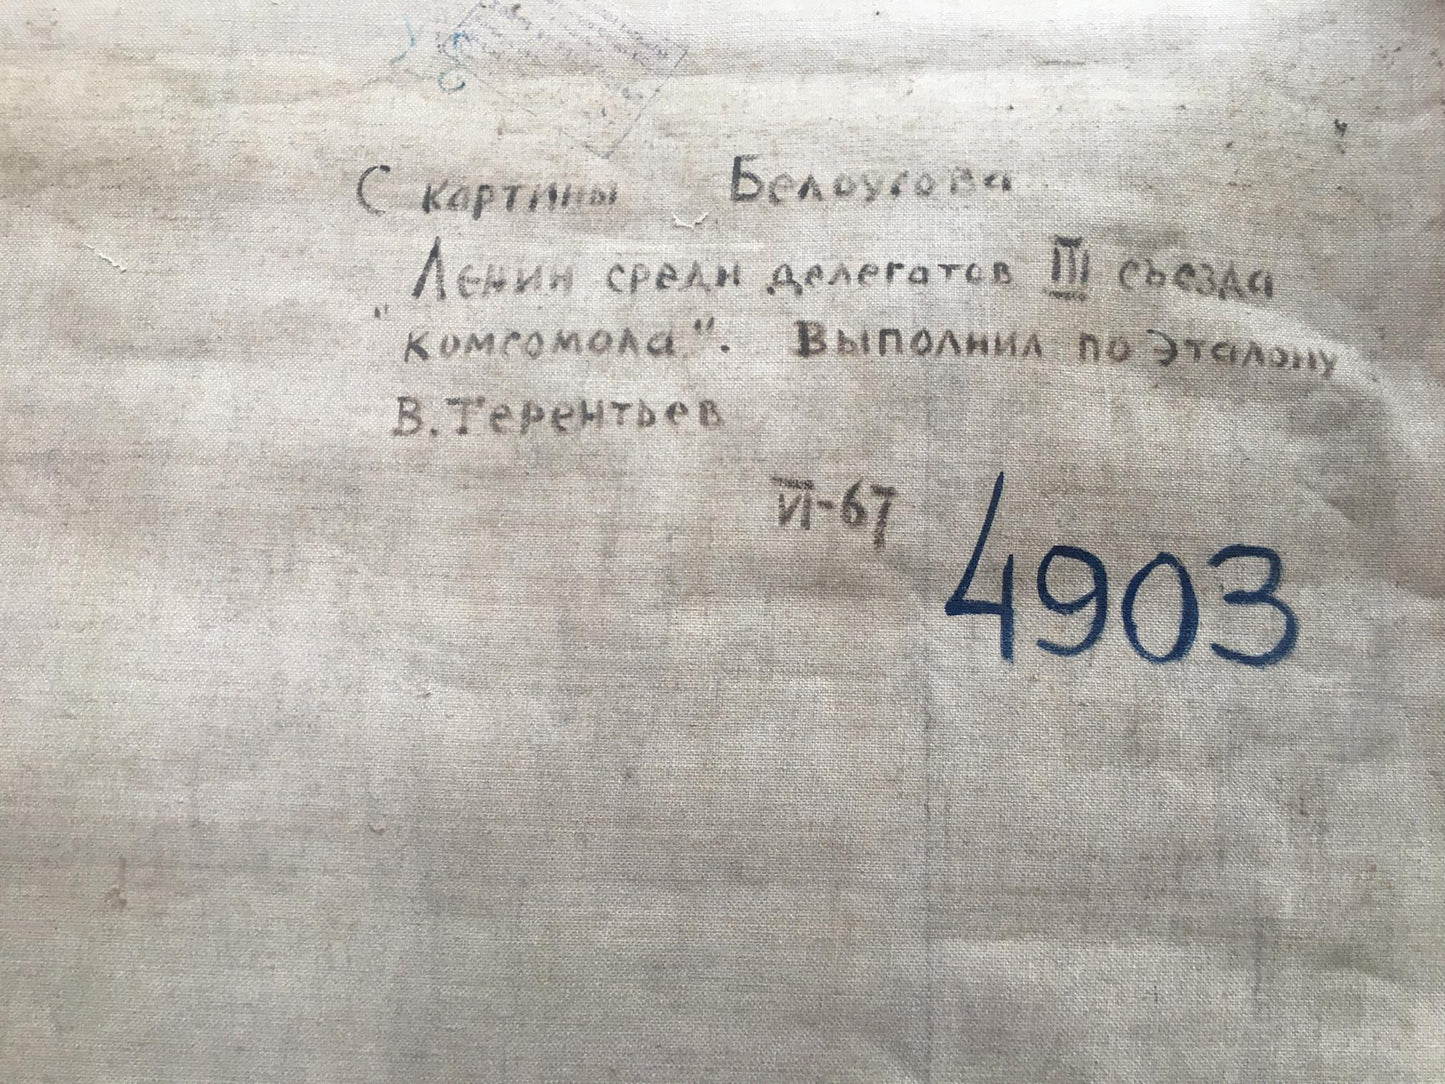 С картины Белоусова
"Ленин среди делегатов III съезда
комсомола". Выполнил по эталону
В. Терентьев
VI-67
4903